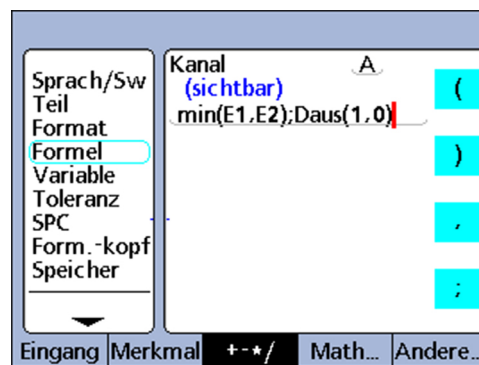 Sprach/Sw
Teil
Format
Formel
Variable
Toleranz
SPC
Form.-kopf
Speicher
Kanal A
(sichtbar)
min(E1,E2);Daus(1,0)
(
)
,
;
Eingang Merkmal +-*/ Math... Andere..